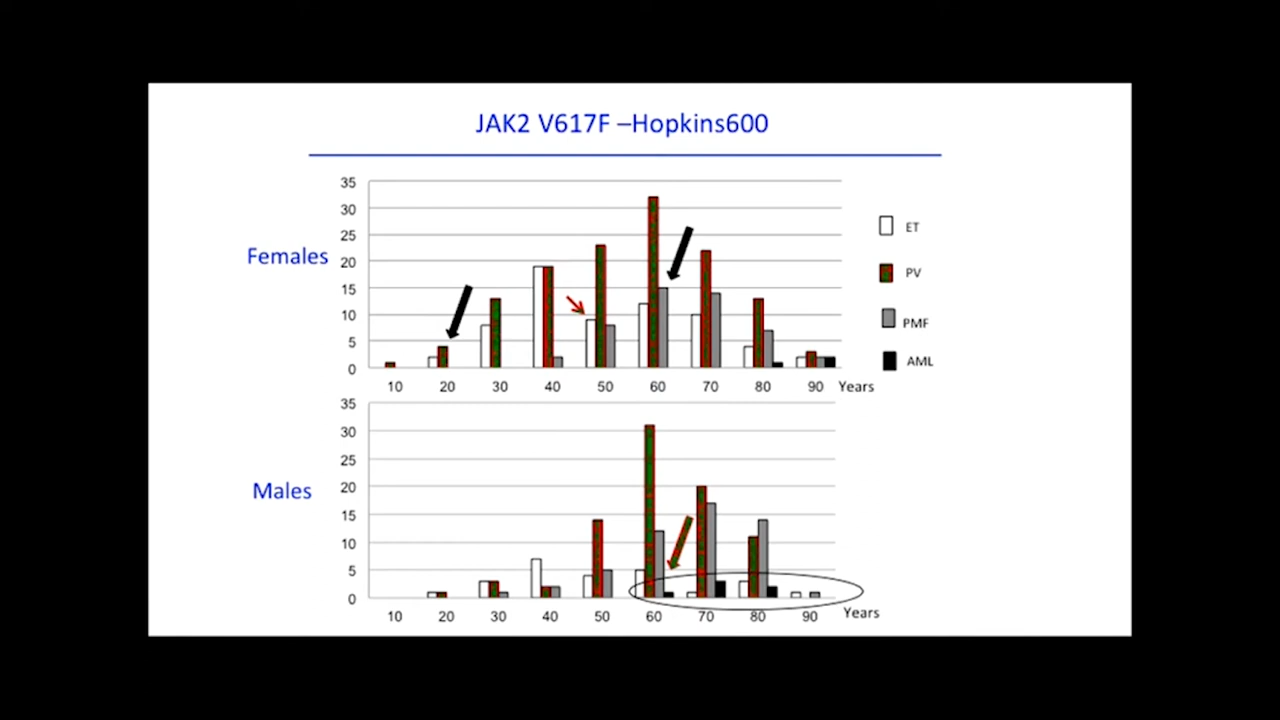 JAK2 V617F –Hopkins600
Females
35
30
25
20
15
10
5
0
10 20 30 40 50 60 70 80 90 Years
ET
PV
PMF
AML
Males
35
30
25
20
15
10
5
0
10 20 30 40 50 60 70 80 90 Years